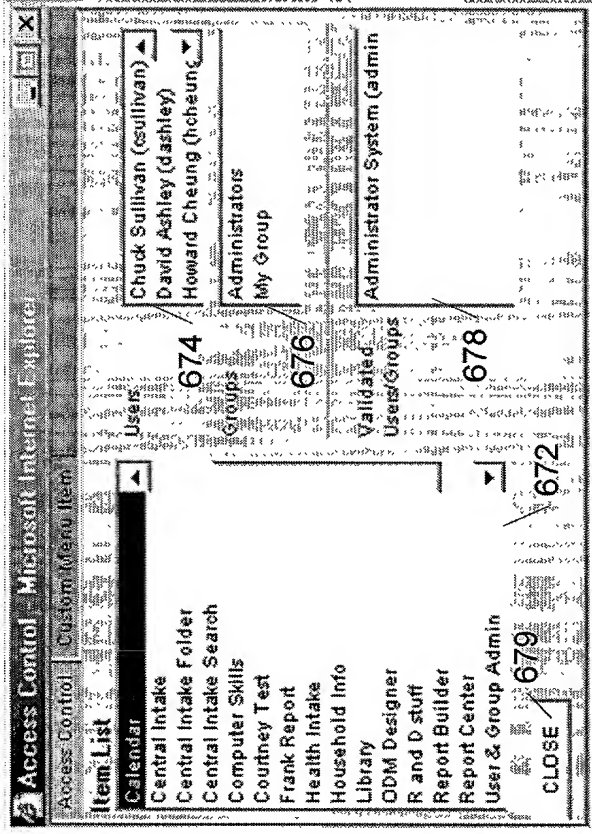 Access Control - Microsoft Internet Explorer
Access Control Custom Menu Item
Item List
Calendar
Central Intake
Central Intake Folder
Central Intake Search
Computer Skills
Courtney Test
Frank Report
Health Intake
Household Info
Library
ODM Designer
R and D stuff
Report Builder
Report Center
User & Group Admin
672
CLOSE
679
Users
674
Chuck Sullivan (csullivan)
David Ashley (dashley)
Howard Cheung (hcheung
Groups
676
Administrators
My Group
Validated
Users/Groups
678
Administrator System (admin